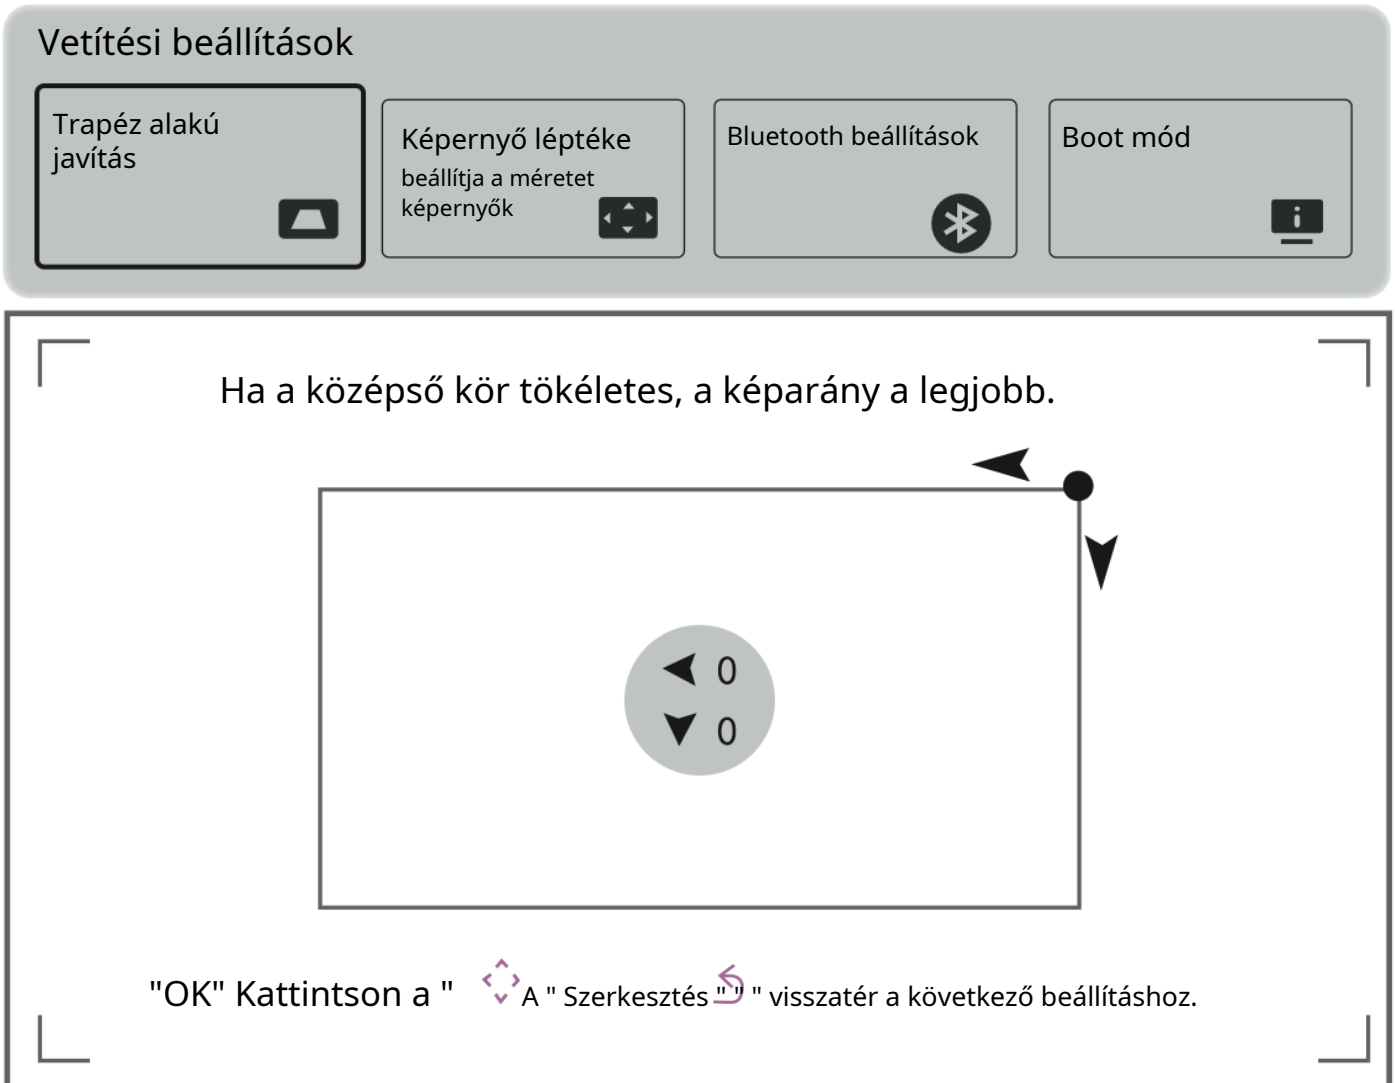 Vetítési beállítások
Trapéz alakú
javítás
Képernyő léptéke
beállítja a méretet
képernyők
Bluetooth beállítások
Boot mód
Ha a középső kör tökéletes, a képarány a legjobb.
0
0
"OK" Kattintson a " A " Szerkesztés " " " visszatér a következő beállításhoz.